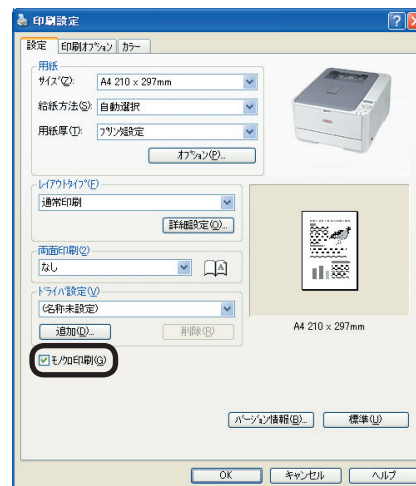 印刷設定
設定 印刷オプション カラー
用紙
サイズ(Z): A4 210 x 297mm
給紙方法(S): 自動選択
用紙厚(T): プリンタ設定
オプション(P)...
レイアウトタイプ(F)
通常印刷
詳細設定(O)...
両面印刷(2)
なし
ドライバ設定(V)
(名称未設定)
追加(D)... 削除(R)
A4 210 x 297mm
モノクロ印刷(G)
バージョン情報(B)... 標準(U)
OK キャンセル ヘルプ